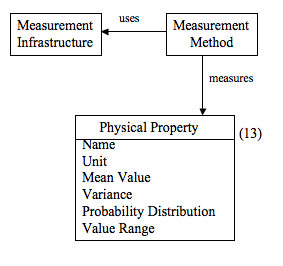 Measurement
Infrastructure
uses
Measurement
Method
measures
Physical Property
(13)
Name
Unit
Mean Value
Variance
Probability Distribution
Value Range